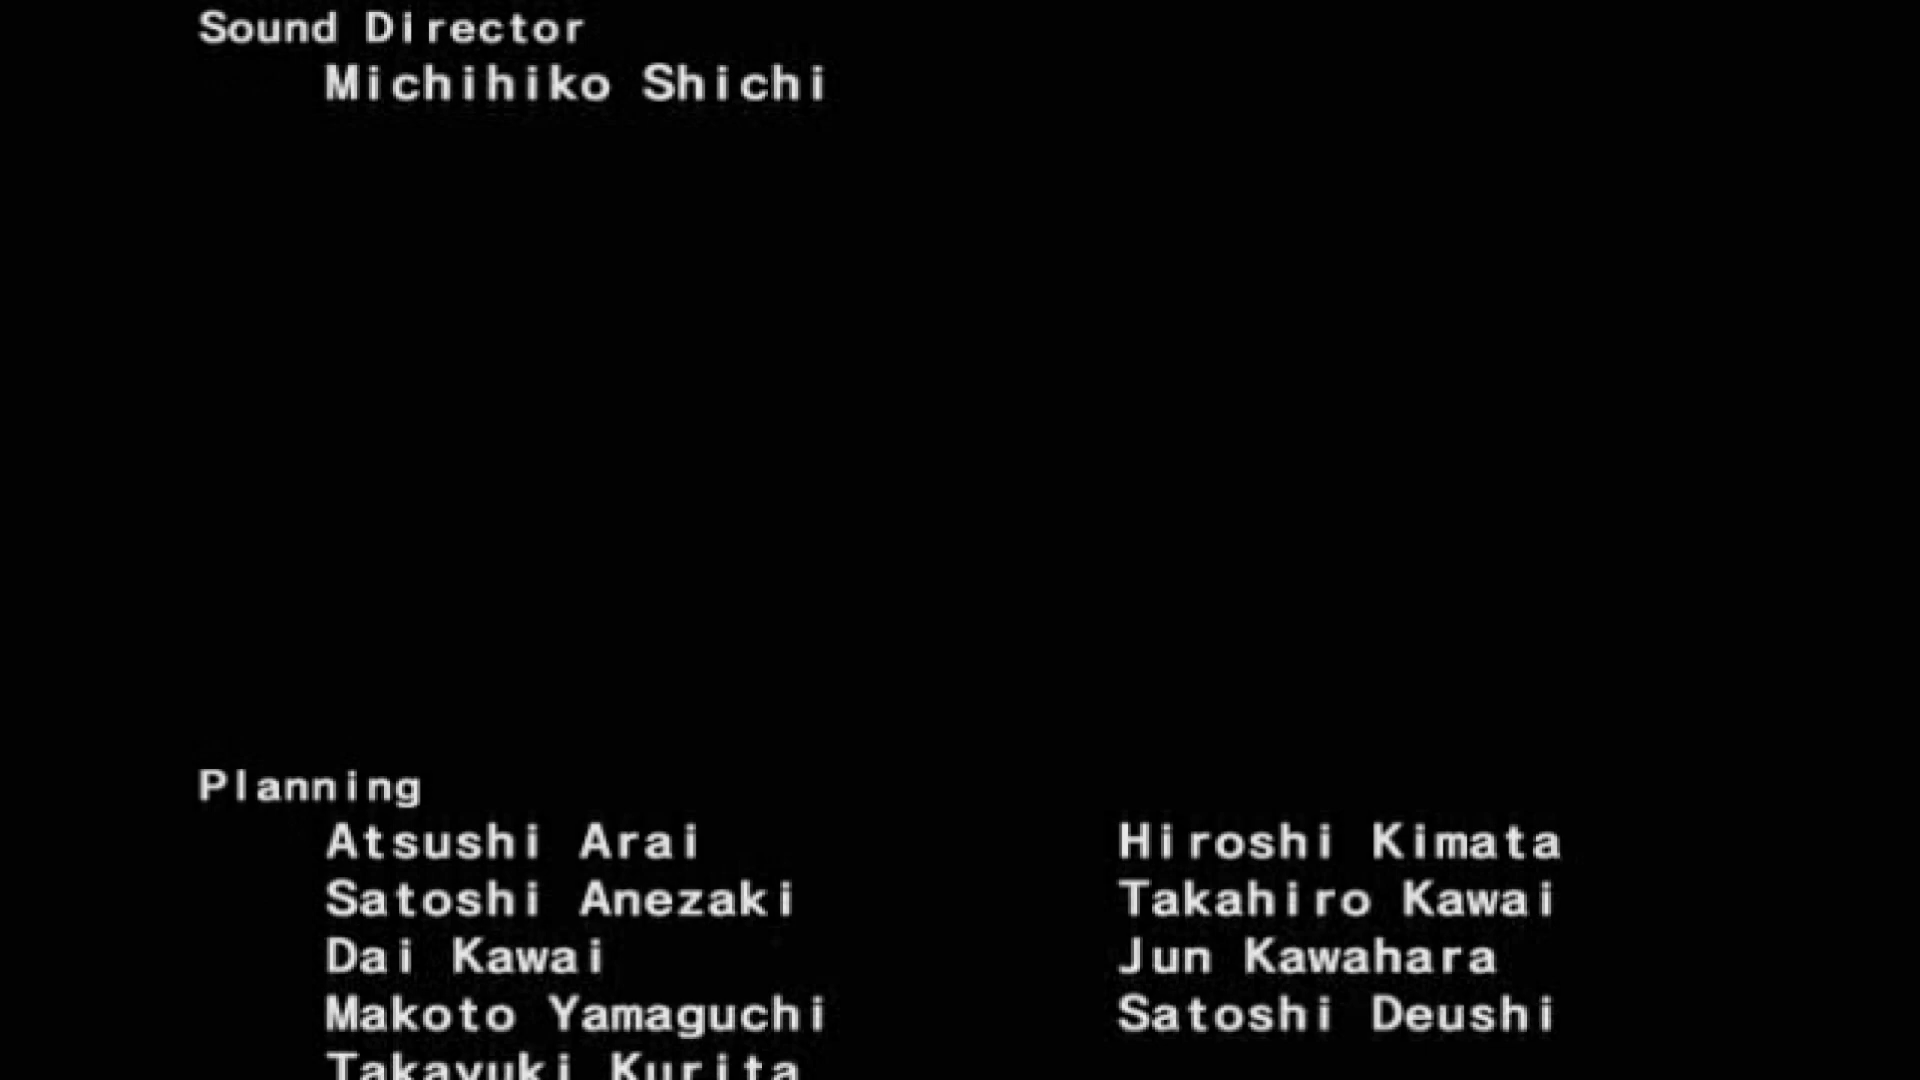 Sound Director
Michihiko Shichi
Planning
Atsushi Arai
Hiroshi Kimata
Satoshi Anezaki
Takahiro Kawai
Dai Kawai
Jun Kawahara
Makoto Yamaguchi
Satoshi Deushi
Takayuki Kurita